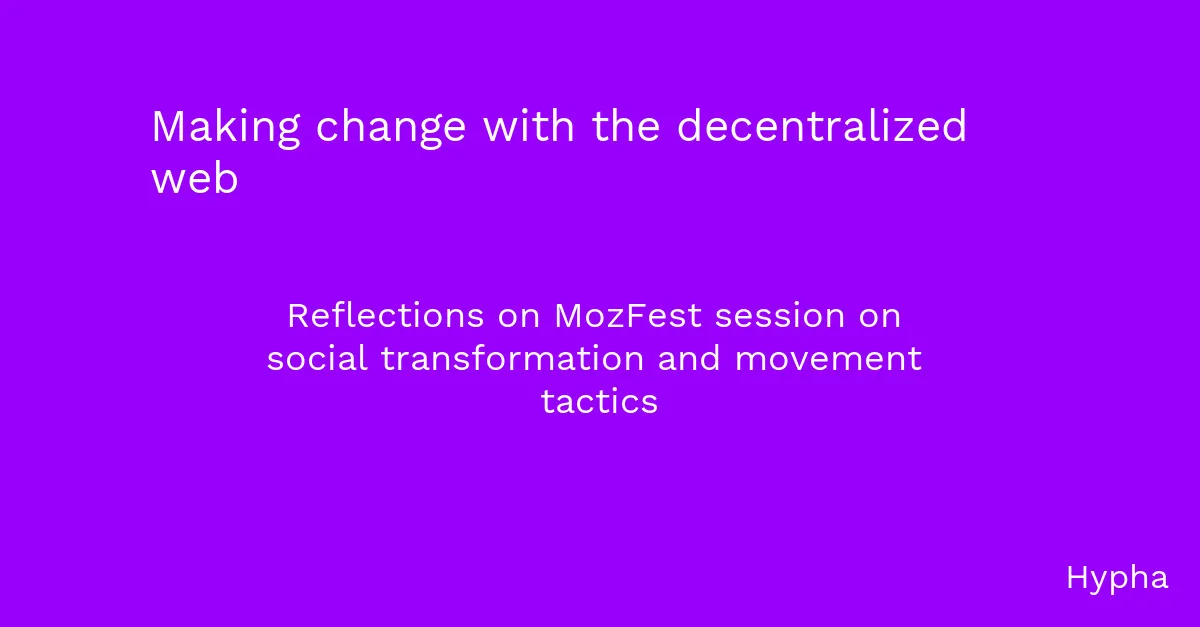 Making change with the decentralized
web
Reflections on MozFest session on
social transformation and movement
tactics
Hypha